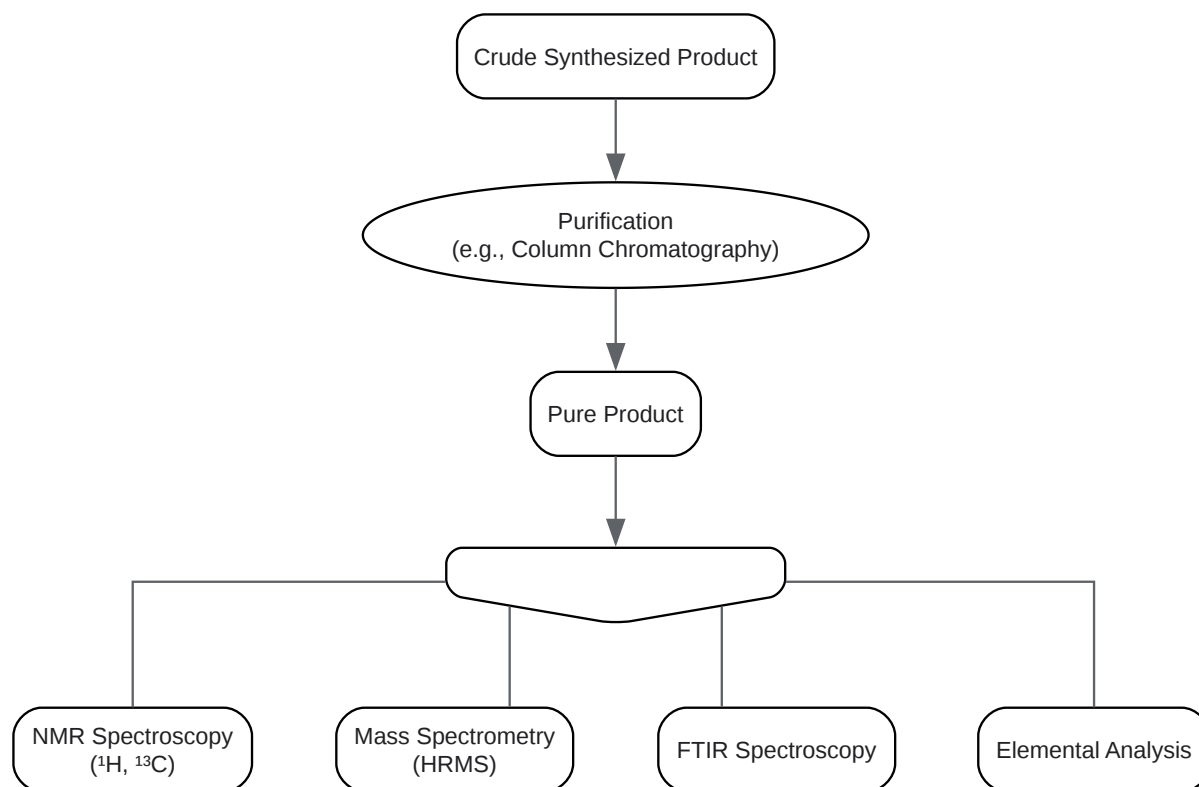 Crude Synthesized Product
Purification
(e.g., Column Chromatography)
Pure Product
NMR Spectroscopy
(¹H, ¹³C)
Mass Spectrometry
(HRMS)
FTIR Spectroscopy
Elemental Analysis